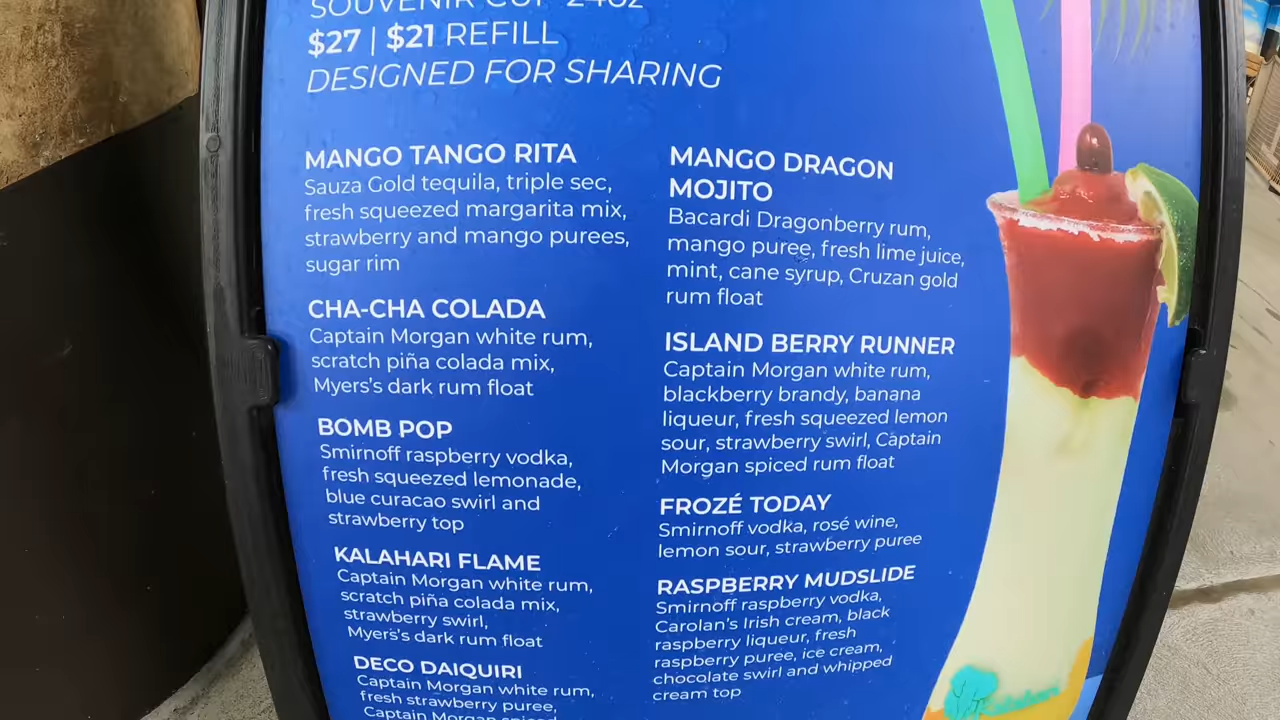 SOUVENIR CUP 24oz
$27 | $21 REFILL
DESIGNED FOR SHARING
MANGO TANGO RITA
Sauza Gold tequila, triple sec,
fresh squeezed margarita mix,
strawberry and mango purees,
sugar rim
CHA-CHA COLADA
Captain Morgan white rum,
scratch piña colada mix,
Myers's dark rum float
BOMB POP
Smirnoff raspberry vodka,
fresh squeezed lemonade,
blue curacao swirl and
strawberry top
KALAHARI FLAME
Captain Morgan white rum,
scratch piña colada mix,
strawberry swirl,
Myers's dark rum float
DECO DAIQUIRI
Captain Morgan white rum,
fresh strawberry puree,
Captain Morgan spiced
MANGO DRAGON
MOJITO
Bacardi Dragonberry rum,
mango puree, fresh lime juice,
mint, cane syrup, Cruzan gold
rum float
ISLAND BERRY RUNNER
Captain Morgan white rum,
blackberry brandy, banana
liqueur, fresh squeezed lemon
sour, strawberry swirl, Captain
Morgan spiced rum float
FROZÉ TODAY
Smirnoff vodka, rosé wine,
lemon sour, strawberry puree
RASPBERRY MUDSLIDE
Smirnoff raspberry vodka,
Carolan's Irish cream, black
raspberry liqueur, fresh
raspberry puree, ice cream,
chocolate swirl and whipped
cream top